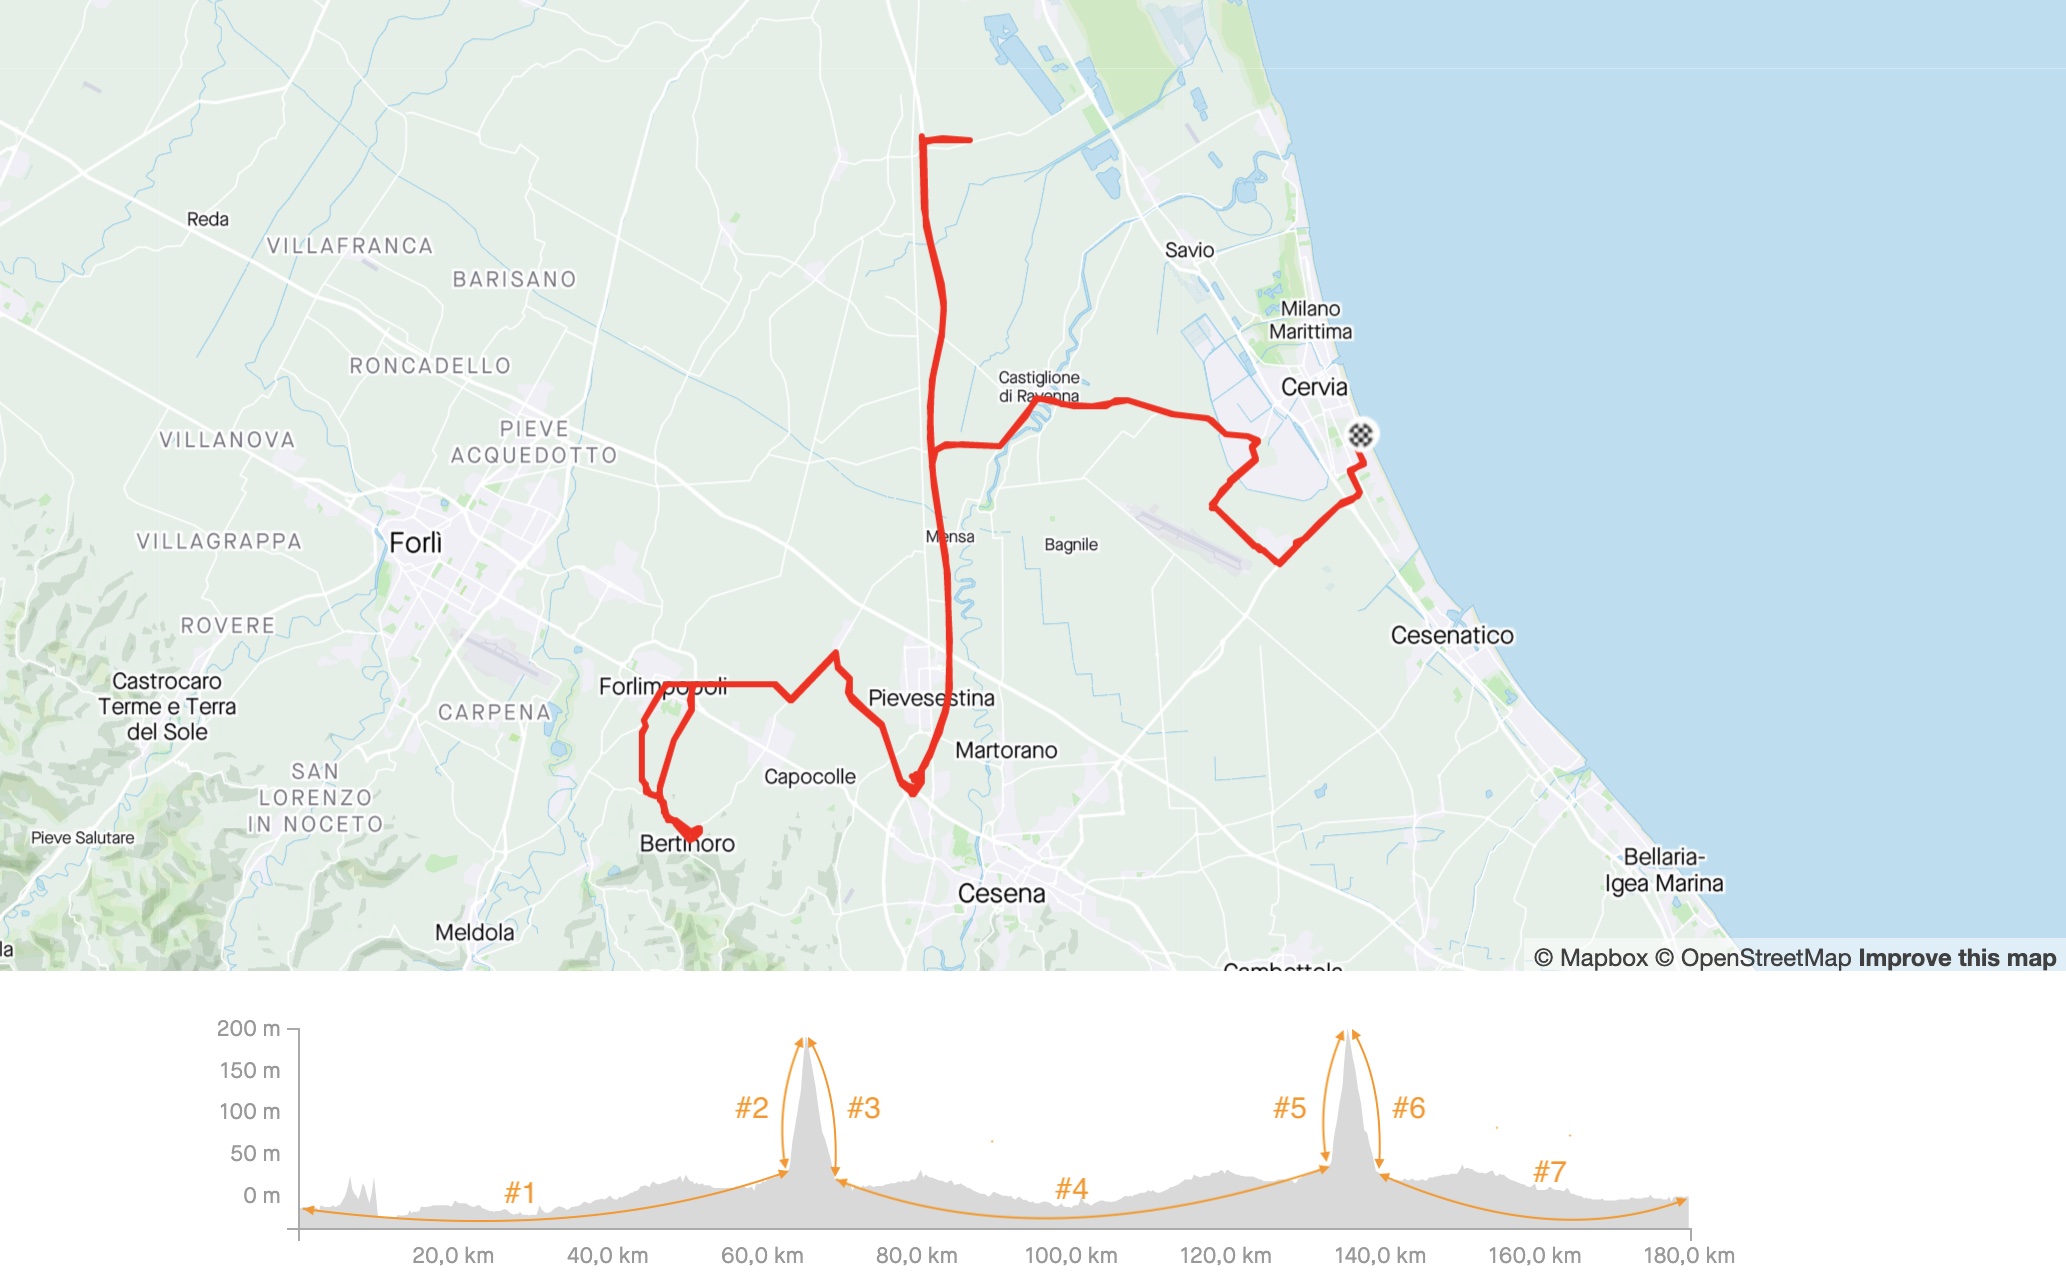 Reda
VILLAFRANCA
BARISANO
Savio
Milano
Marittima
RONCADELLO
Castiglione
di Ravenna
Cervia
VILLANOVA
PIEVE
ACQUEDOTTO
VILLAGRAPPA
Forlì
Mensa
Bagnile
ROVERE
Cesenatico
Castrocaro
Terme e Terra
del Sole
Forlimpopoli
Pievesestina
CARPENA
Martorano
SAN
LORENZO
IN NOCETO
Capocolle
Pieve Salutare
Bertinoro
Bellaria-
Igea Marina
Cesena
Meldola
la
© Mapbox © OpenStreetMap Improve this map
200 m
150 m
100 m
50 m
0 m
#1
#2
#3
#4
#5
#6
#7
20,0 km
40,0 km
60,0 km
80,0 km
100,0 km
120,0 km
140,0 km
160,0 km
180,0 km